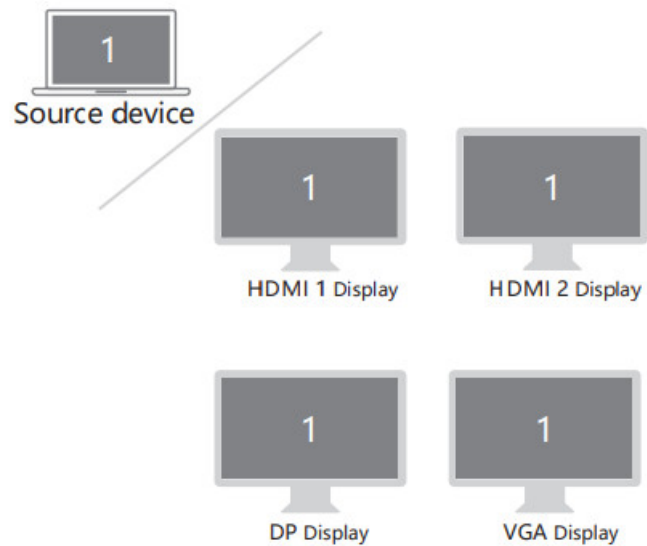 1
Source device
1 1
HDMI 1 Display HDMI 2 Display
1 1
DP Display VGA Display